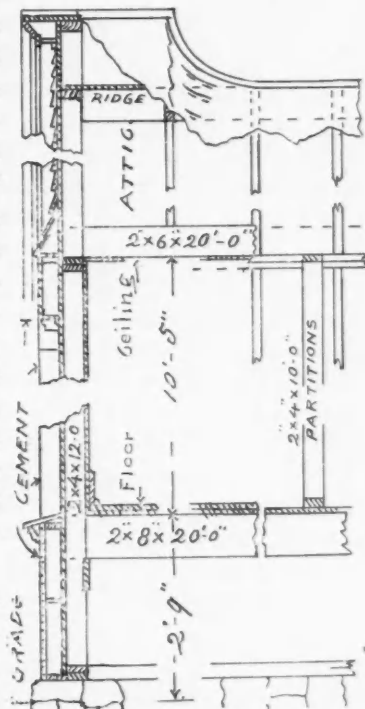 RIDGE
ATTIC
2"×6"×20'-0"
Ceiling
10'-5"
2"×4"×10'-0"
PARTITIONS
CEMENT
2×4×12.0
Floor
2"×8"×20'-0"
2'-9"
GRADE